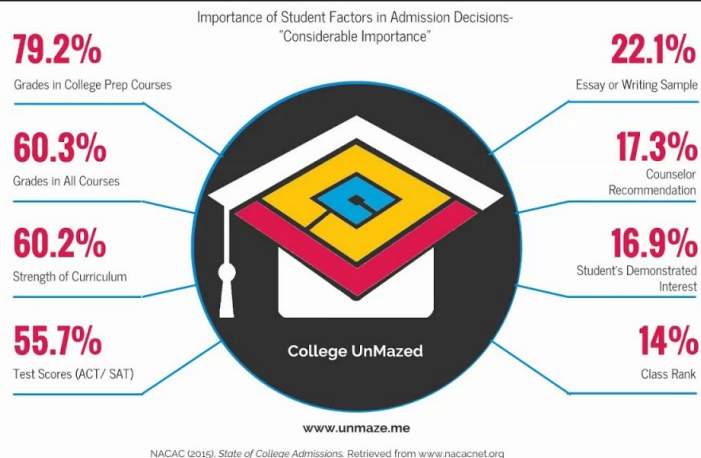 Importance of Student Factors in Admission Decisions-
"Considerable Importance"
79.2%
Grades in College Prep Courses
60.3%
Grades in All Courses
60.2%
Strength of Curriculum
55.7%
Test Scores (ACT/ SAT)
22.1%
Essay or Writing Sample
17.3%
Counselor
Recommendation
16.9%
Student's Demonstrated
Interest
14%
Class Rank
College UnMazed
www.unmaze.me
NACAC (2015). State of College Admissions. Retrieved from www.nacacnet.org